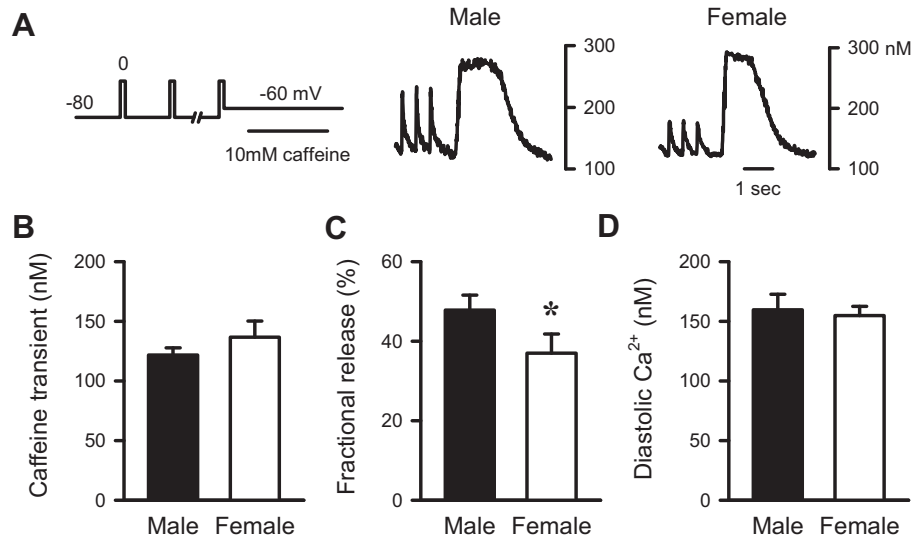 A
Male
Female
0
-80
-60 mV
10mM caffeine
300
200
100
300 nM
200
100
1 sec
B
Caffeine transient (nM)
200
150
100
50
0
Male Female
C
Fractional release (%)
60
40
20
0
*
Male Female
D
Diastolic Ca²⁺ (nM)
200
150
100
50
0
Male Female